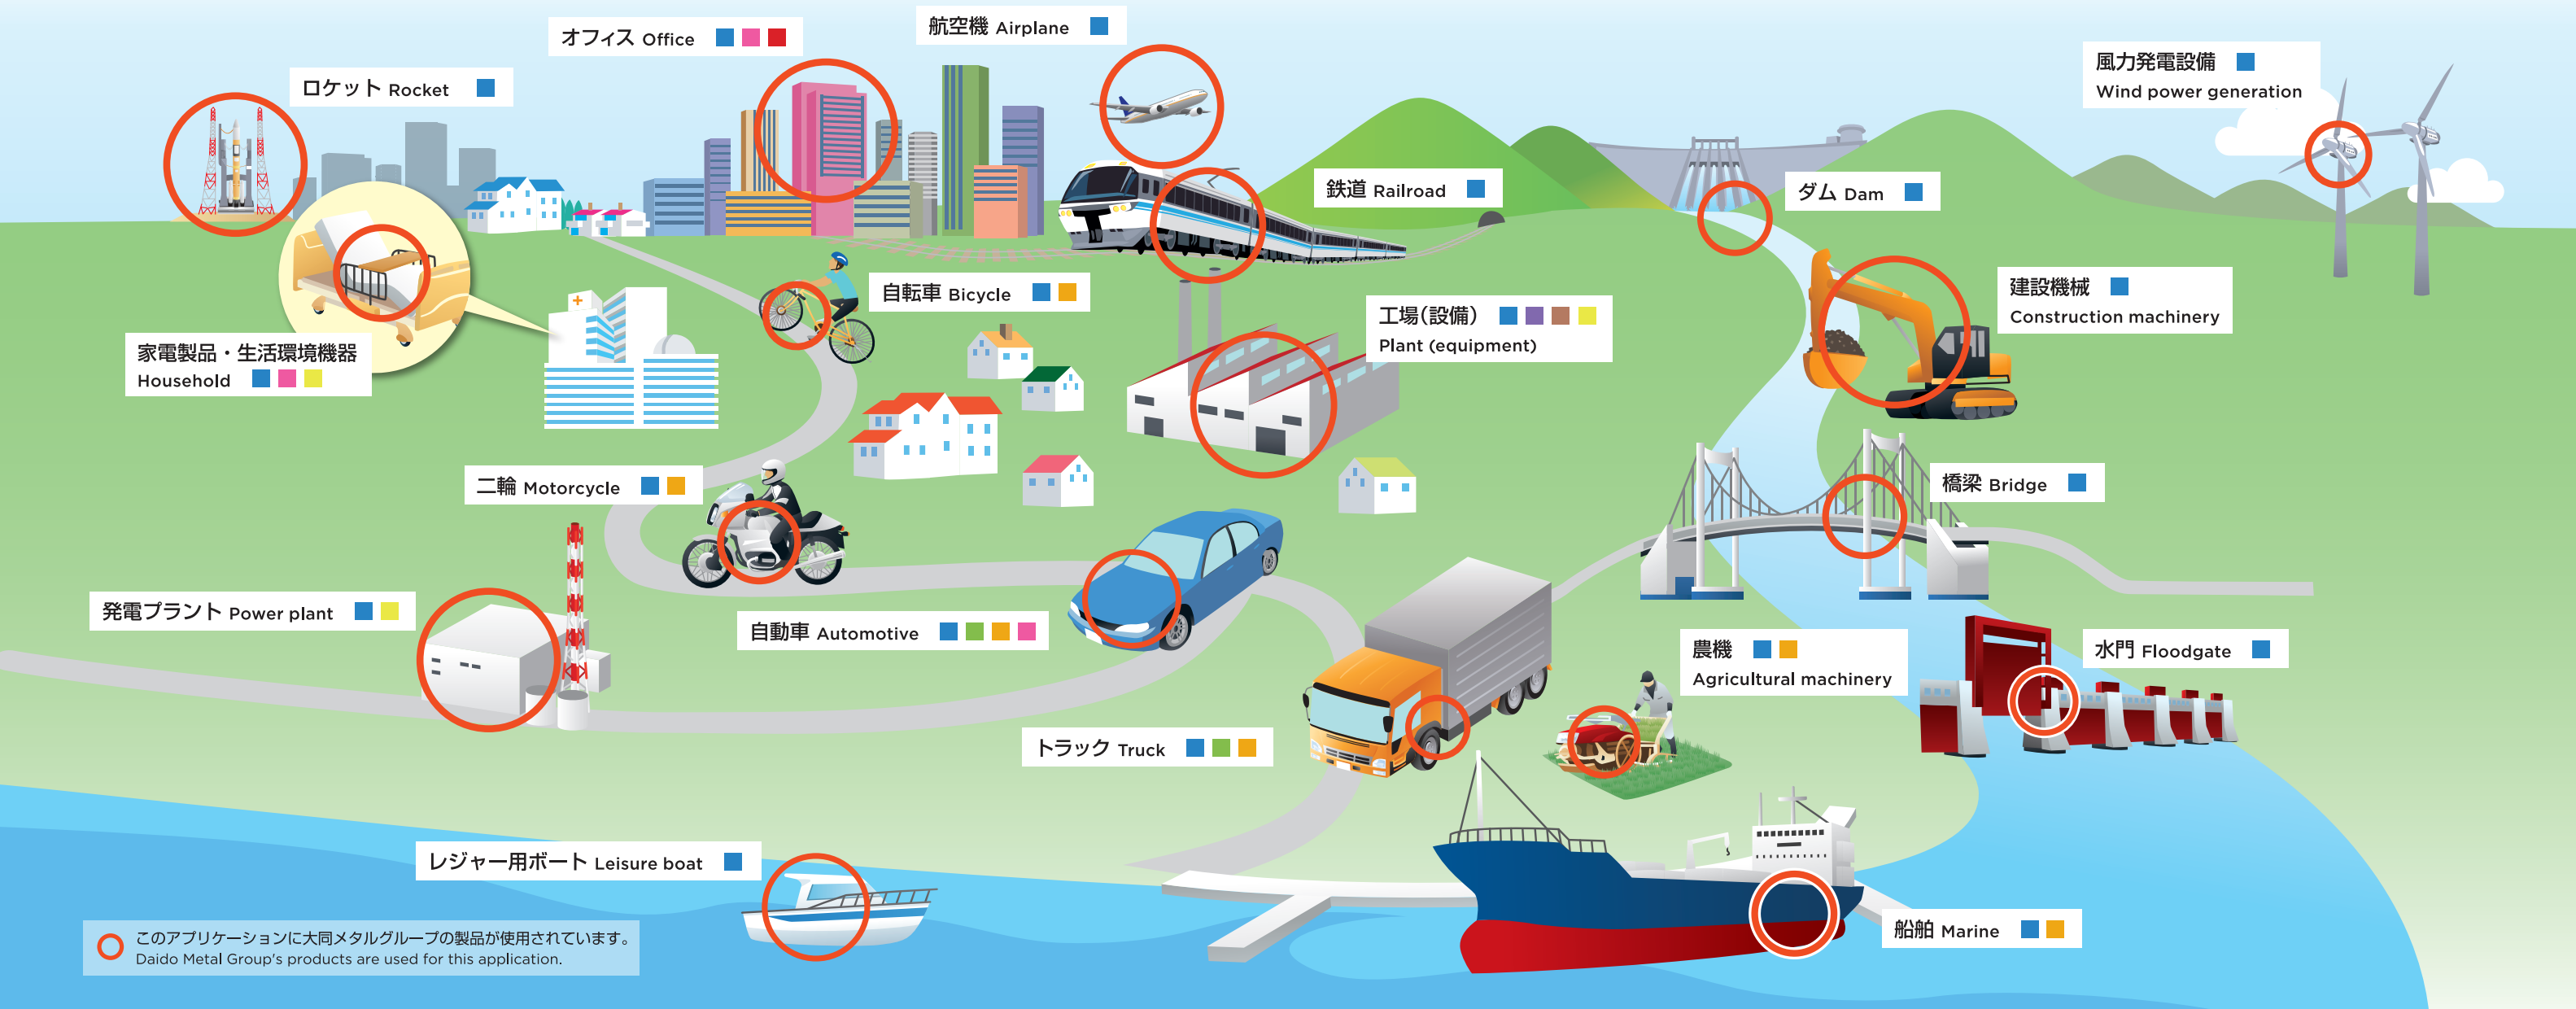 オフィス Office
航空機 Airplane
風力発電設備
Wind power generation
ロケット Rocket
鉄道 Railroad
ダム Dam
自転車 Bicycle
建設機械
Construction machinery
工場(設備)
Plant (equipment)
家電製品・生活環境機器
Household
二輪 Motorcycle
橋梁 Bridge
発電プラント Power plant
自動車 Automotive
農機
Agricultural machinery
水門 Floodgate
トラック Truck
レジャー用ボート Leisure boat
船舶 Marine
このアプリケーションに大同メタルグループの製品が使用されています。
Daido Metal Group's products are used for this application.